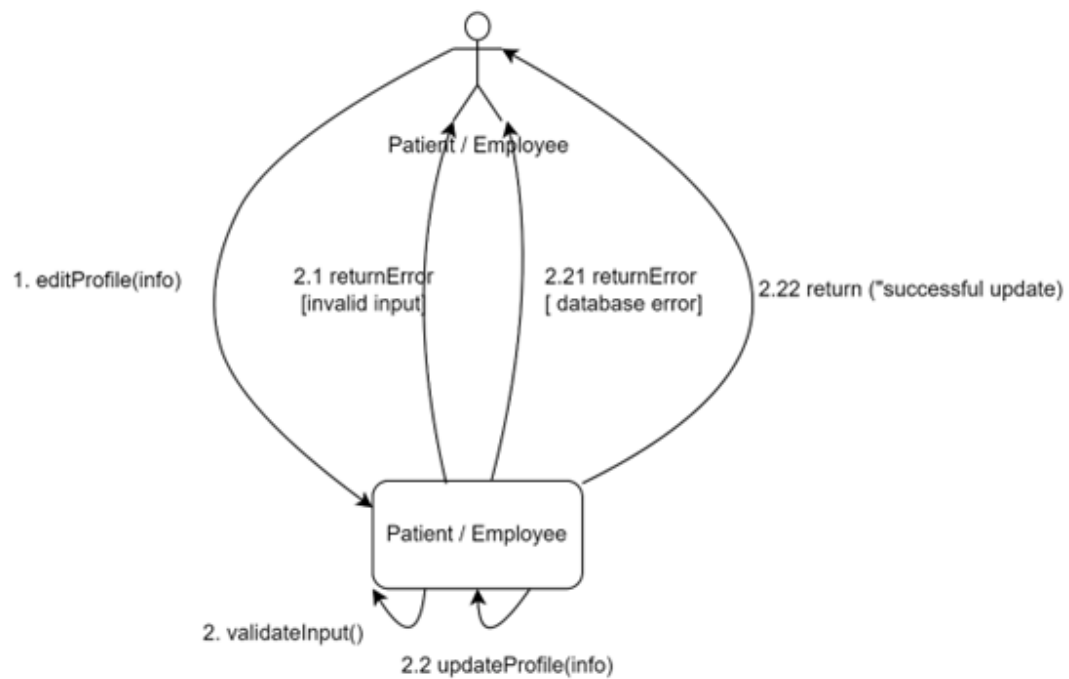 Patient / Employee
1. editProfile(info)
2.1 returnError
[invalid input]
2.21 returnError
[ database error]
2.22 return ("successful update)
Patient / Employee
2. validateInput()
2.2 updateProfile(info)